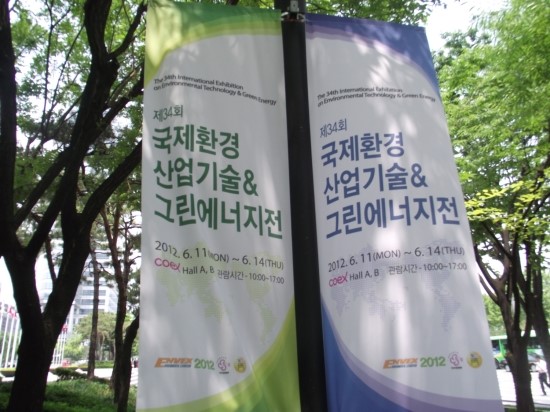 The 34th International Exhibition
on Environmental Technology & Green Energy
제34회
국제환경
산업기술&
그린에너지전
2012. 6. 11(MON) ~ 6. 14(THU)
coex Hall A, B 관람시간 - 10:00~17:00
ENVEX 2012
The 34th International Exhibition
on Environmental Technology & Green Energy
제34회
국제환경
산업기술&
그린에너지전
2012. 6. 11(MON) ~ 6. 14(THU)
coex Hall A, B 관람시간 - 10:00~17:00
ENVEX 2012